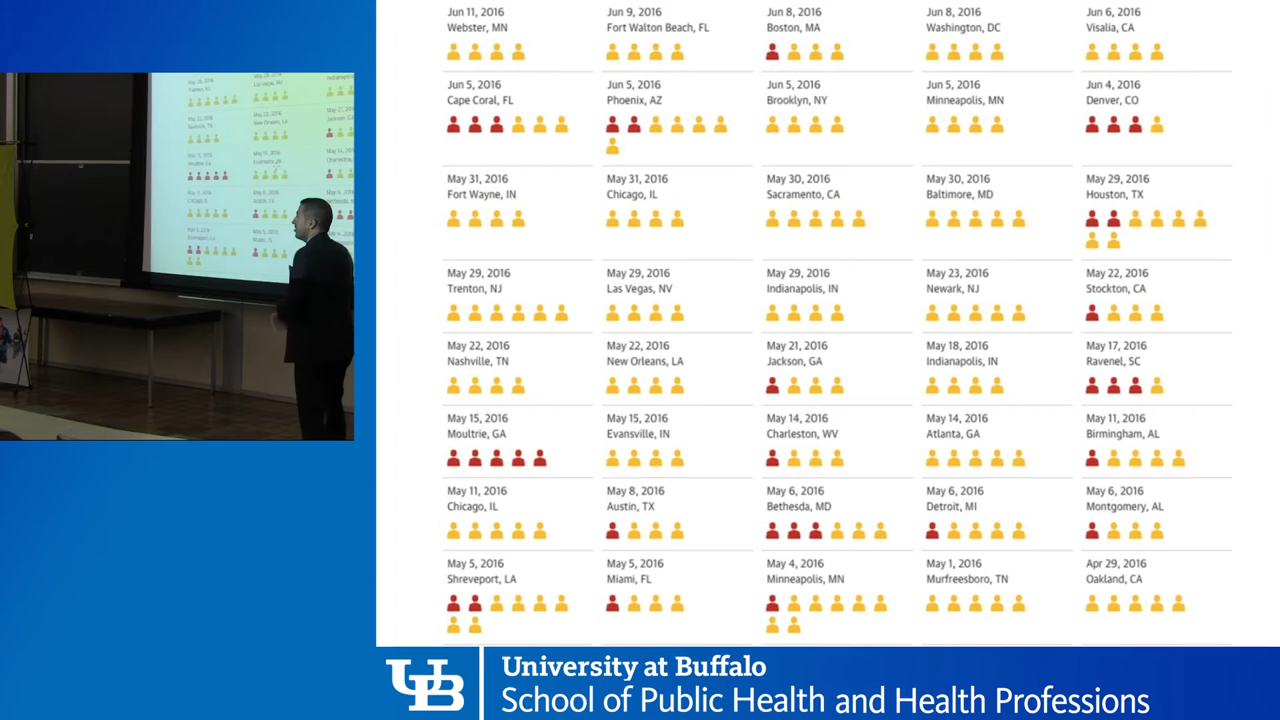 Jun 11, 2016
Webster, MN
Jun 9, 2016
Fort Walton Beach, FL
Jun 8, 2016
Boston, MA
Jun 8, 2016
Washington, DC
Jun 6, 2016
Visalia, CA
Jun 5, 2016
Cape Coral, FL
Jun 5, 2016
Phoenix, AZ
Jun 5, 2016
Brooklyn, NY
Jun 5, 2016
Minneapolis, MN
Jun 4, 2016
Denver, CO
May 31, 2016
Fort Wayne, IN
May 31, 2016
Chicago, IL
May 30, 2016
Sacramento, CA
May 30, 2016
Baltimore, MD
May 29, 2016
Houston, TX
May 29, 2016
Trenton, NJ
May 29, 2016
Las Vegas, NV
May 29, 2016
Indianapolis, IN
May 23, 2016
Newark, NJ
May 22, 2016
Stockton, CA
May 22, 2016
Nashville, TN
May 22, 2016
New Orleans, LA
May 21, 2016
Jackson, GA
May 18, 2016
Indianapolis, IN
May 17, 2016
Ravenel, SC
May 15, 2016
Moultrie, GA
May 15, 2016
Evansville, IN
May 14, 2016
Charleston, WV
May 14, 2016
Atlanta, GA
May 11, 2016
Birmingham, AL
May 11, 2016
Chicago, IL
May 8, 2016
Austin, TX
May 6, 2016
Bethesda, MD
May 6, 2016
Detroit, MI
May 6, 2016
Montgomery, AL
May 5, 2016
Shreveport, LA
May 5, 2016
Miami, FL
May 4, 2016
Minneapolis, MN
May 1, 2016
Murfreesboro, TN
Apr 29, 2016
Oakland, CA
UB
University at Buffalo
School of Public Health and Health Professions